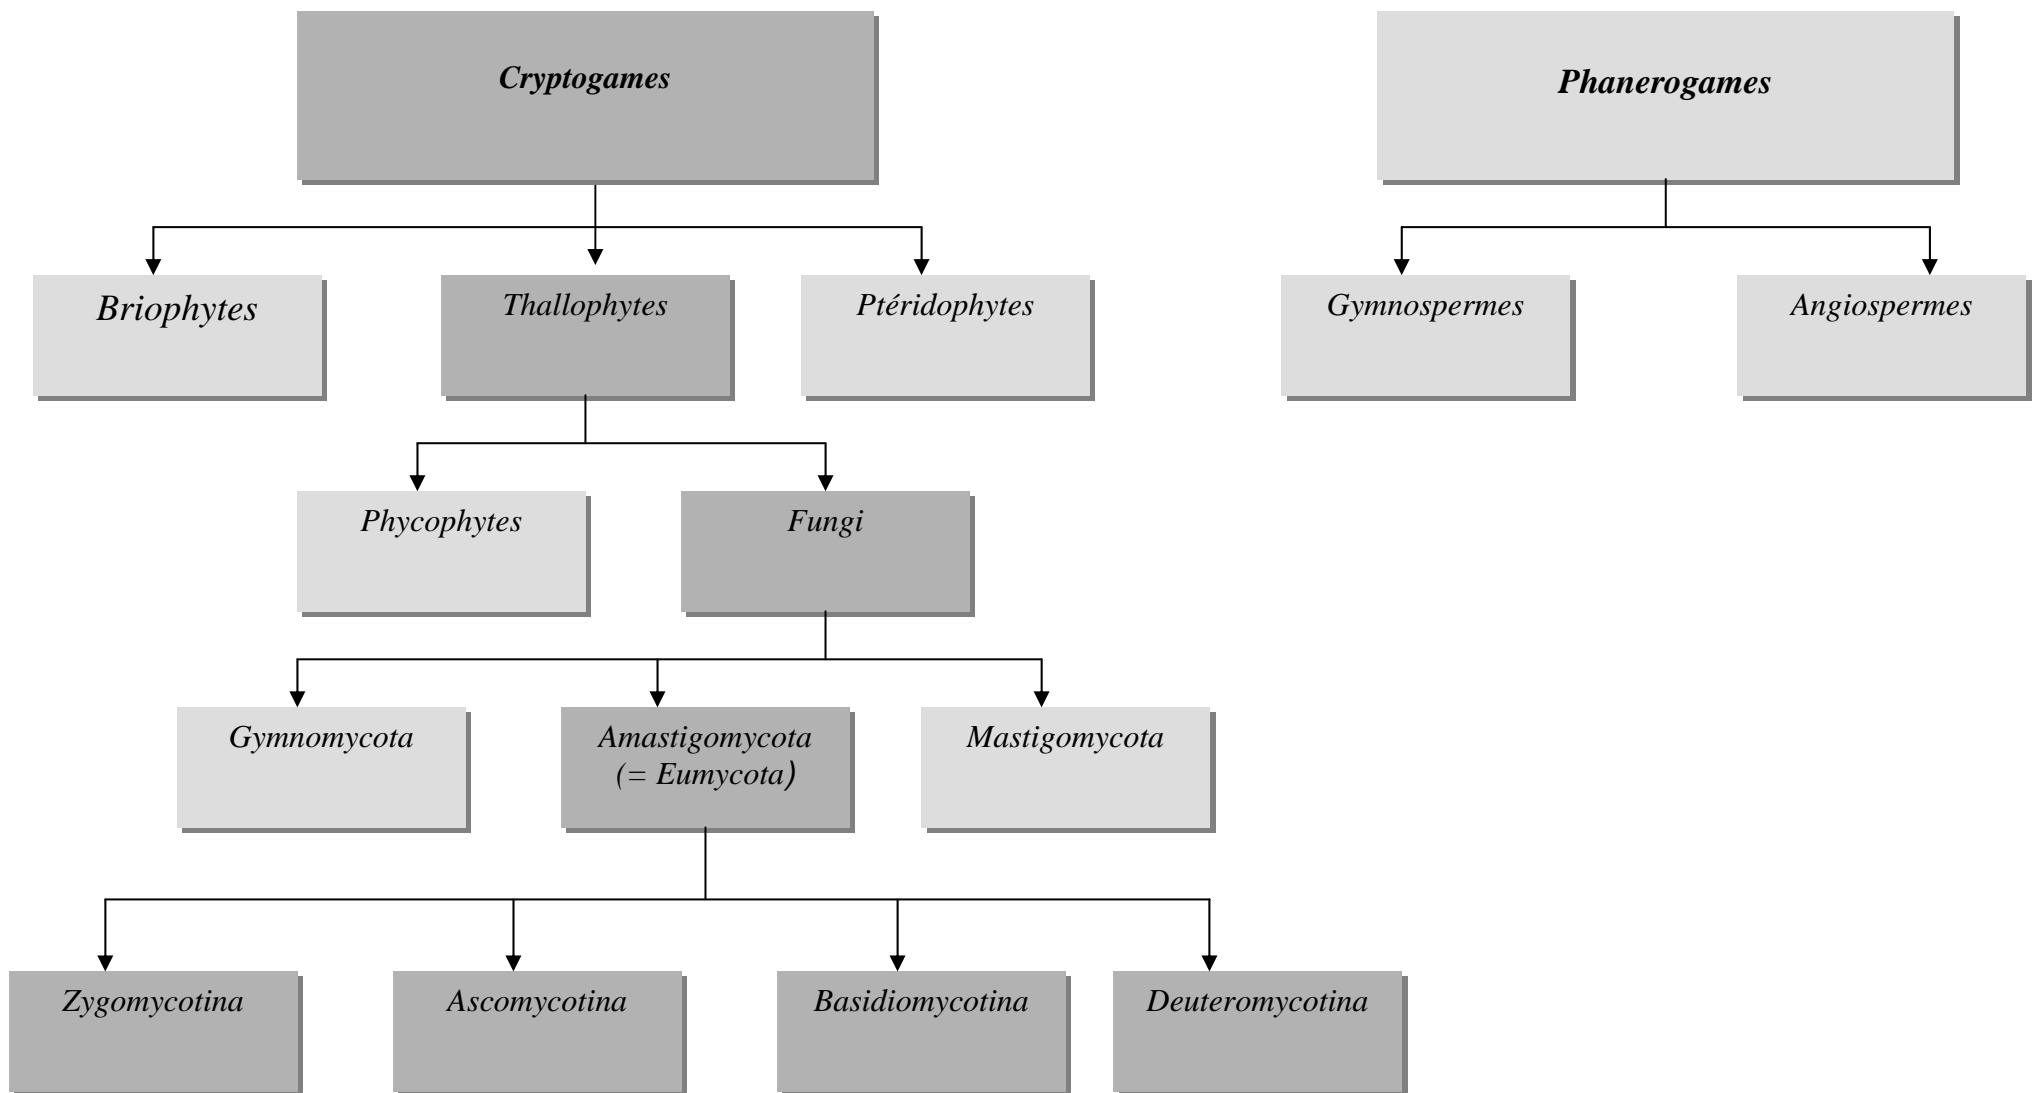 Cryptogames
Phanerogames
Briophytes
Thallophytes
Ptéridophytes
Gymnospermes
Angiospermes
Phycophytes
Fungi
Gymnomycota
Amastigomycota
(= Eumycota)
Mastigomycota
Zygomycotina
Ascomycotina
Basidiomycotina
Deuteromycotina